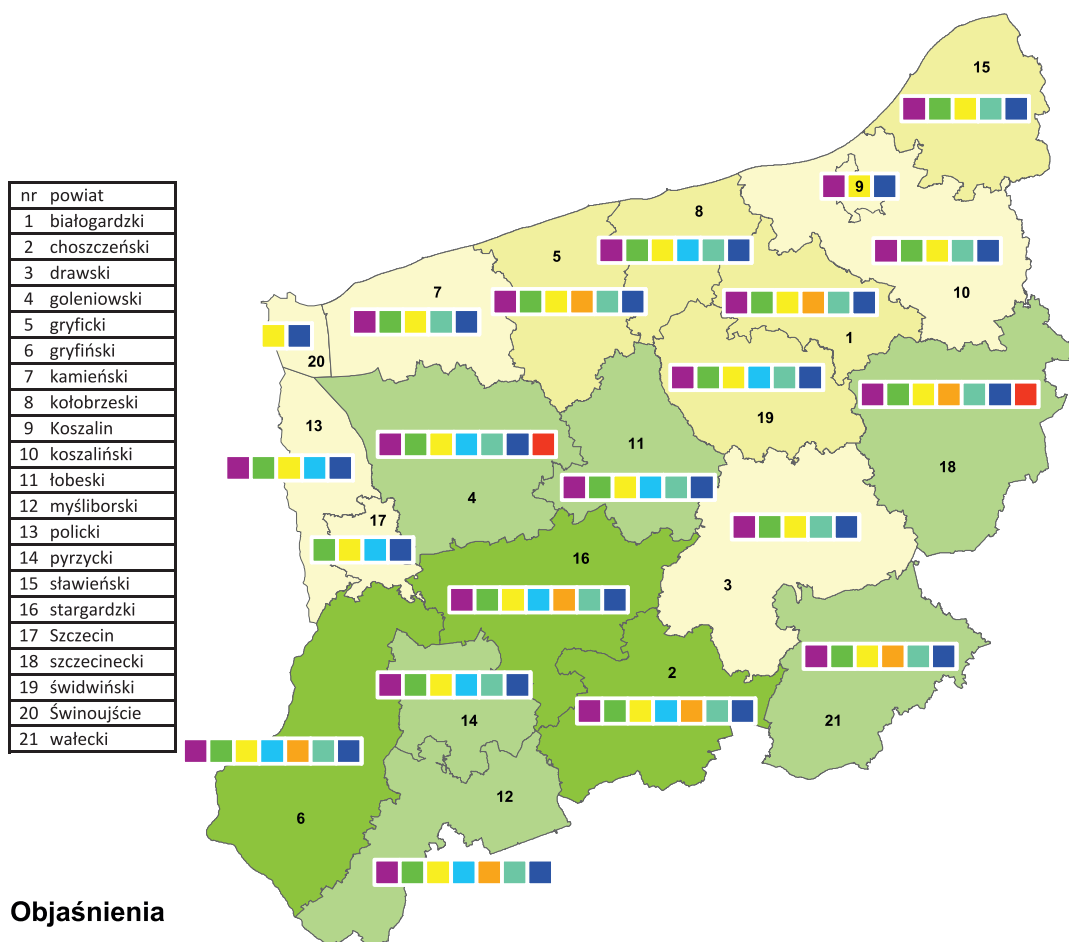 nr powiat
1 białogardzki
2 choszczeński
3 drawski
4 goleniowski
5 gryficki
6 gryfiński
7 kamieński
8 kołobrzeski
9 Koszalin
10 koszaliński
11 łobeski
12 myśliborski
13 policki
14 pyrzycki
15 sławieński
16 stargardzki
17 Szczecin
18 szczecinecki
19 świdwiński
20 Świnoujście
21 wałecki
15
9
8
5
10
7
1
20
19
13
11
18
4
17
16
3
2
14
21
12
6
Objaśnienia